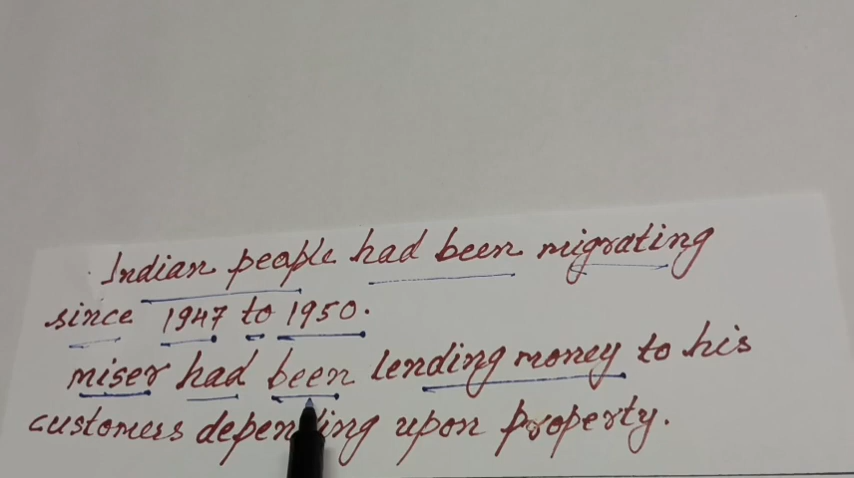 Indian people had been migrating
since 1947 to 1950.
miser had been lending money to his
customers depending upon property.